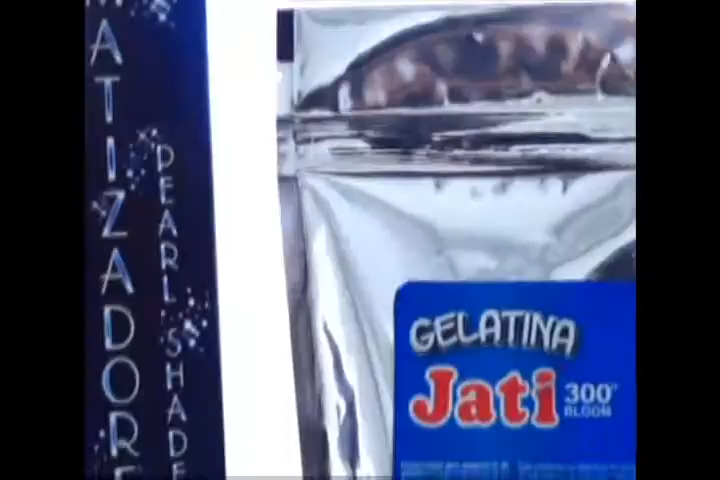 MATIZADORE
PEARL SHADE
GELATINA
Jati
300°
BLOOM